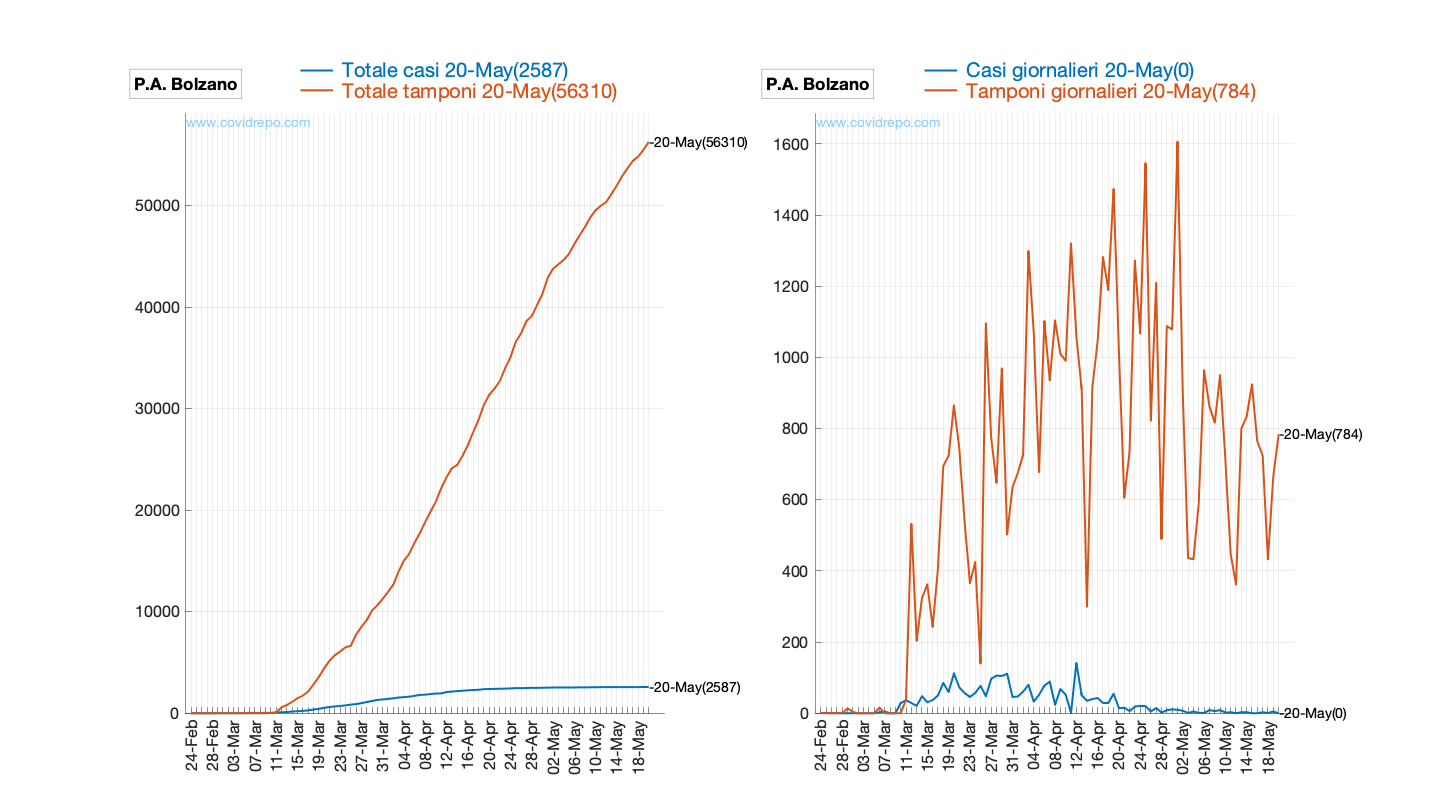 P.A. Bolzano
Totale casi 20-May(2587)
Totale tamponi 20-May(56310)
www.covidrepo.com
20-May(56310)
50000
40000
30000
20000
10000
0
20-May(2587)
24-Feb
28-Feb
03-Mar
07-Mar
11-Mar
15-Mar
19-Mar
23-Mar
27-Mar
31-Mar
04-Apr
08-Apr
12-Apr
16-Apr
20-Apr
24-Apr
28-Apr
02-May
06-May
10-May
14-May
18-May
P.A. Bolzano
Casi giornalieri 20-May(0)
Tamponi giornalieri 20-May(784)
www.covidrepo.com
1600
1400
1200
1000
800
600
400
200
0
20-May(784)
20-May(0)
24-Feb
28-Feb
03-Mar
07-Mar
11-Mar
15-Mar
19-Mar
23-Mar
27-Mar
31-Mar
04-Apr
08-Apr
12-Apr
16-Apr
20-Apr
24-Apr
28-Apr
02-May
06-May
10-May
14-May
18-May